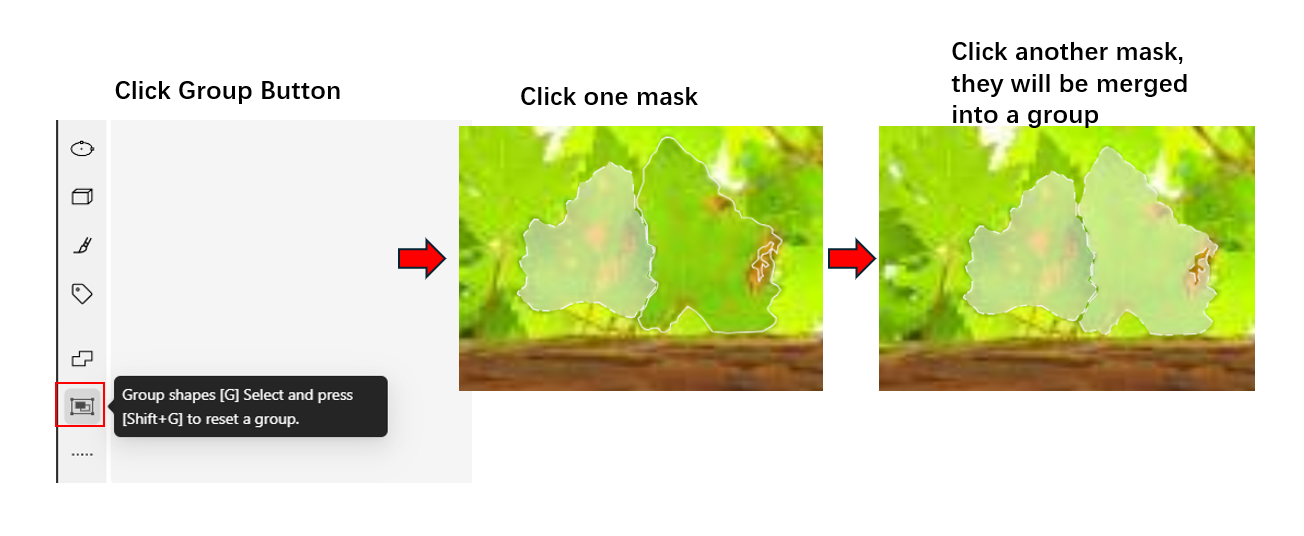 Click Group Button
Click one mask
Click another mask,
they will be merged
into a group
Group shapes [G] Select and press
[Shift+G] to reset a group.